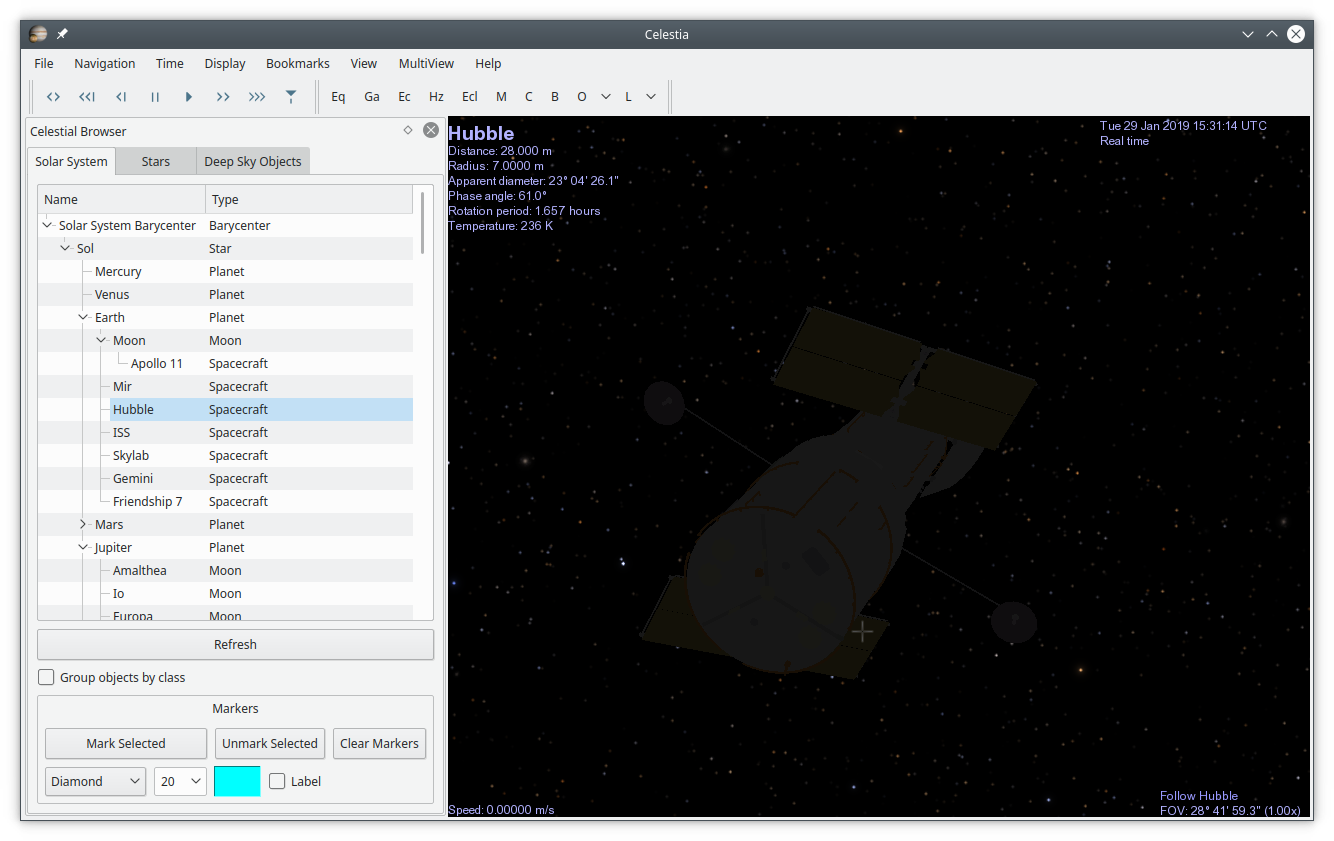 Celestia
File Navigation Time Display Bookmarks View MultiView Help
Eq Ga Ec Hz Ecl M C B O L
Celestial Browser
Solar System Stars Deep Sky Objects
Name Type
Solar System Barycenter Barycenter
Sol Star
Mercury Planet
Venus Planet
Earth Planet
Moon Moon
Apollo 11 Spacecraft
Mir Spacecraft
Hubble Spacecraft
ISS Spacecraft
Skylab Spacecraft
Gemini Spacecraft
Friendship 7 Spacecraft
Mars Planet
Jupiter Planet
Amalthea Moon
Io Moon
Europa Moon
Refresh
Group objects by class
Markers
Mark Selected Unmark Selected Clear Markers
Diamond 20 Label
Hubble
Distance: 28.000 m
Radius: 7.0000 m
Apparent diameter: 23° 04' 26.1"
Phase angle: 61.0°
Rotation period: 1.657 hours
Temperature: 236 K
Tue 29 Jan 2019 15:31:14 UTC
Real time
Speed: 0.00000 m/s
Follow Hubble
FOV: 28° 41' 59.3" (1.00x)